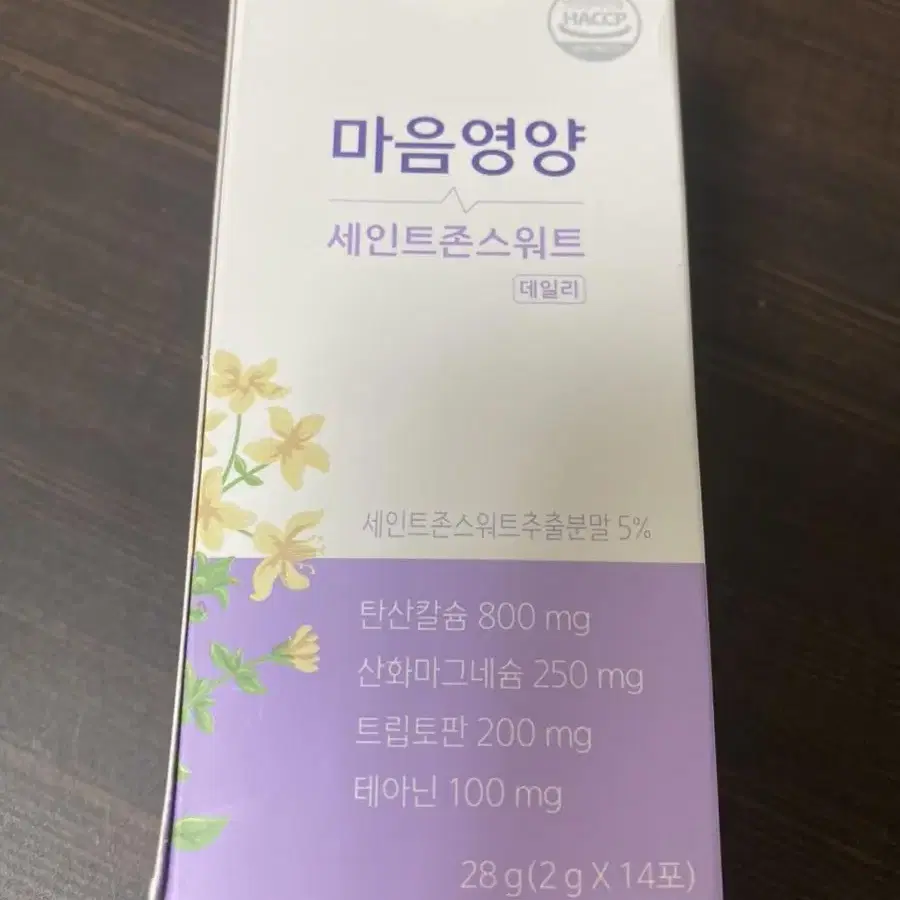 HACCP
마음영양
세인트존스워트
데일리
세인트존스워트추출분말 5%
탄산칼슘 800 mg
산화마그네슘 250 mg
트립토판 200 mg
테아닌 100 mg
28 g(2 g X 14포)